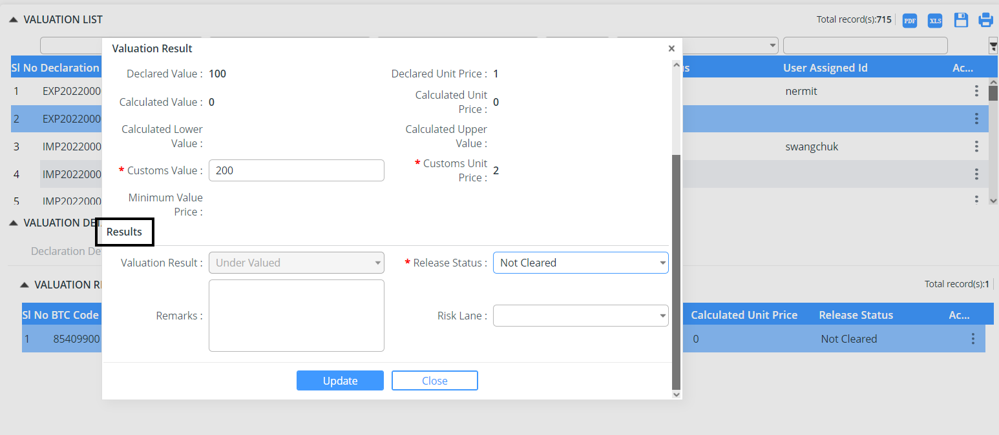 VALUATION LIST
Total record(s):715
PDF
XLS
Valuation Result
×
Sl No Declaration
User Assigned Id
Ac...
Declared Value : 100
Declared Unit Price : 1
1 EXP2022000
nermit
Calculated Value : 0
Calculated Unit
Price : 0
2 EXP2022000
Calculated Lower
Value :
Calculated Upper
Value :
3 IMP2022000
swangchuk
* Customs Value : 200
* Customs Unit
Price : 2
4 IMP2022000
Minimum Value
Price :
5 IMP2022000
VALUATION DE
Results
Declaration De
Valuation Result : Under Valued
* Release Status : Not Cleared
VALUATION R
Total record(s):1
Remarks :
Risk Lane :
Sl No BTC Code
Calculated Unit Price
Release Status
Ac...
1 85409900
0
Not Cleared
Update
Close